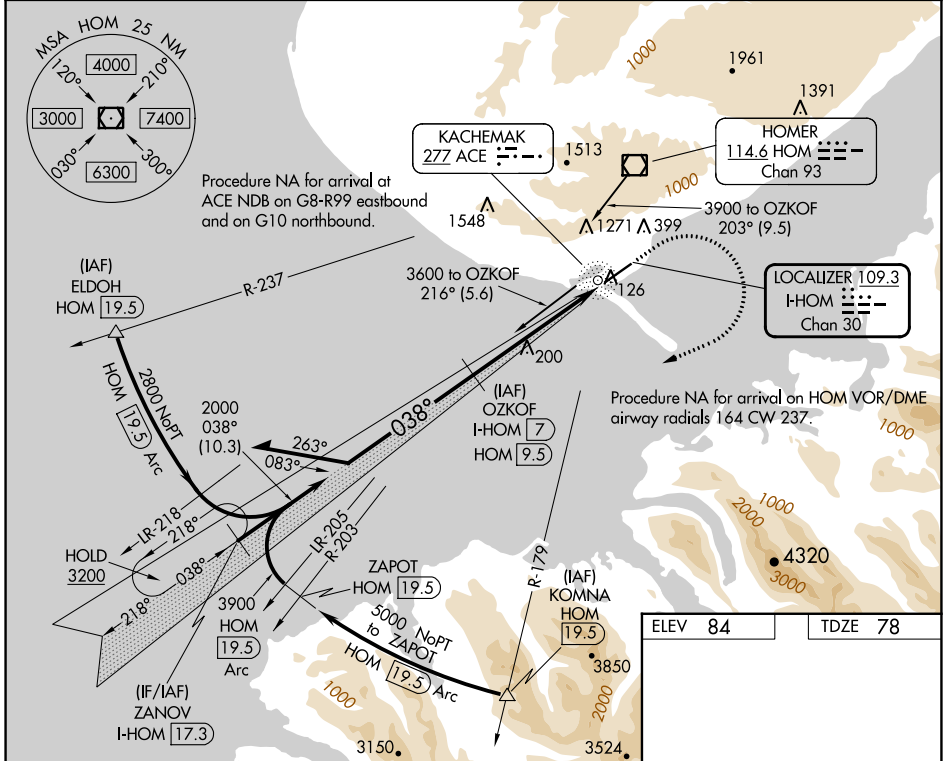 MSA HOM 25 NM
120°
4000
210°
3000
7400
030°
6300
300°
Procedure NA for arrival at
ACE NDB on G8-R99 eastbound
and on G10 northbound.
KACHEMAK
277 ACE
1000
1961
1391
HOMER
114.6 HOM
Chan 93
1513
1548
1000
1271
399
3900 to OZKOF
203° (9.5)
3600 to OZKOF
216° (5.6)
126
LOCALIZER 109.3
I-HOM
Chan 30
(IAF)
ELDOH
HOM 19.5
R-237
200
(IAF)
OZKOF
I-HOM 7
HOM 9.5
Procedure NA for arrival on HOM VOR/DME
airway radials 164 CW 237.
1000
2800 NoPT
HOM 19.5 Arc
2000
038°
(10.3)
263°
083°
038°
LR-218
218°
HOLD
3200
038°
218°
LR-205
R-203
R-179
ZAPOT
HOM 19.5
3900
HOM
19.5
Arc
5000 NoPT
to ZAPOT
HOM 19.5 Arc
(IAF)
KOMNA
HOM
19.5
1000
2000
4320
3000
(IF/IAF)
ZANOV
I-HOM 17.3
1000
3150
3850
2000
3524
ELEV 84
TDZE 78